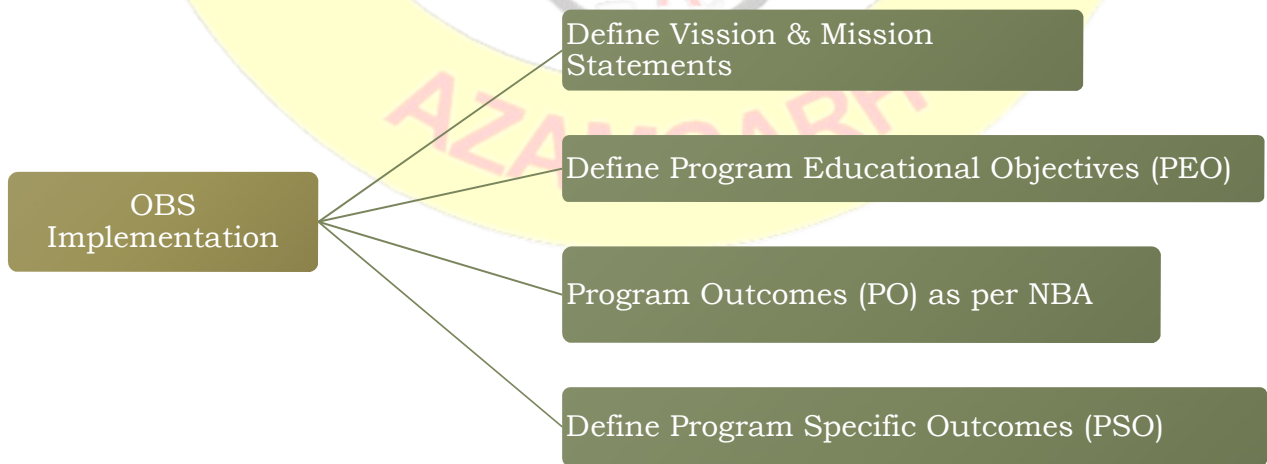 Define Vission & Mission
Statements
Define Program Educational Objectives (PEO)
OBS
Implementation
Program Outcomes (PO) as per NBA
Define Program Specific Outcomes (PSO)
AZAMGARH